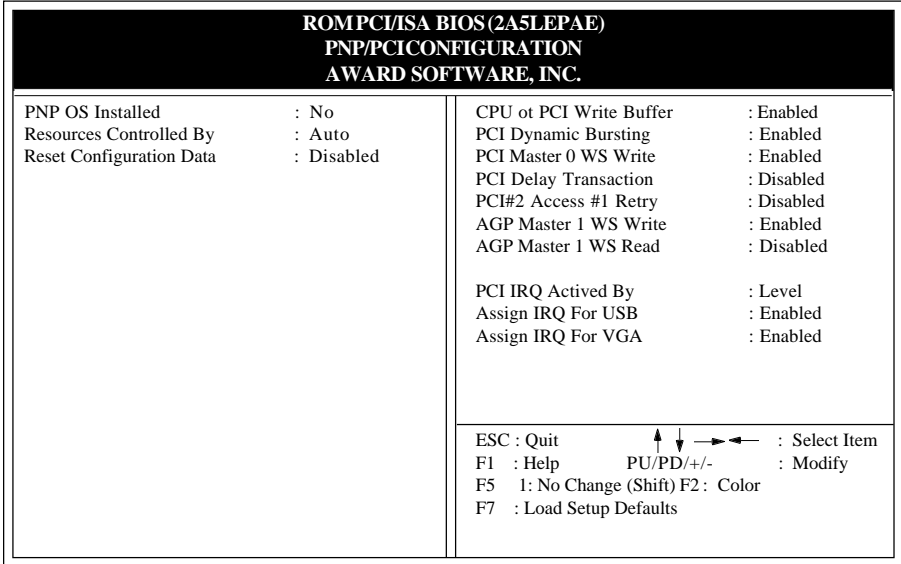 ROM PCI/ISA BIOS (2A5LEPAE)
PNP/PCI CONFIGURATION
AWARD SOFTWARE, INC.
PNP OS Installed : No
Resources Controlled By : Auto
Reset Configuration Data : Disabled
CPU ot PCI Write Buffer : Enabled
PCI Dynamic Bursting : Enabled
PCI Master 0 WS Write : Enabled
PCI Delay Transaction : Disabled
PCI#2 Access #1 Retry : Disabled
AGP Master 1 WS Write : Enabled
AGP Master 1 WS Read : Disabled
PCI IRQ Actived By : Level
Assign IRQ For USB : Enabled
Assign IRQ For VGA : Enabled
ESC : Quit ↑ ↓ → ← : Select Item
F1 : Help PU/PD/+/- : Modify
F5 1: No Change (Shift) F2 : Color
F7 : Load Setup Defaults